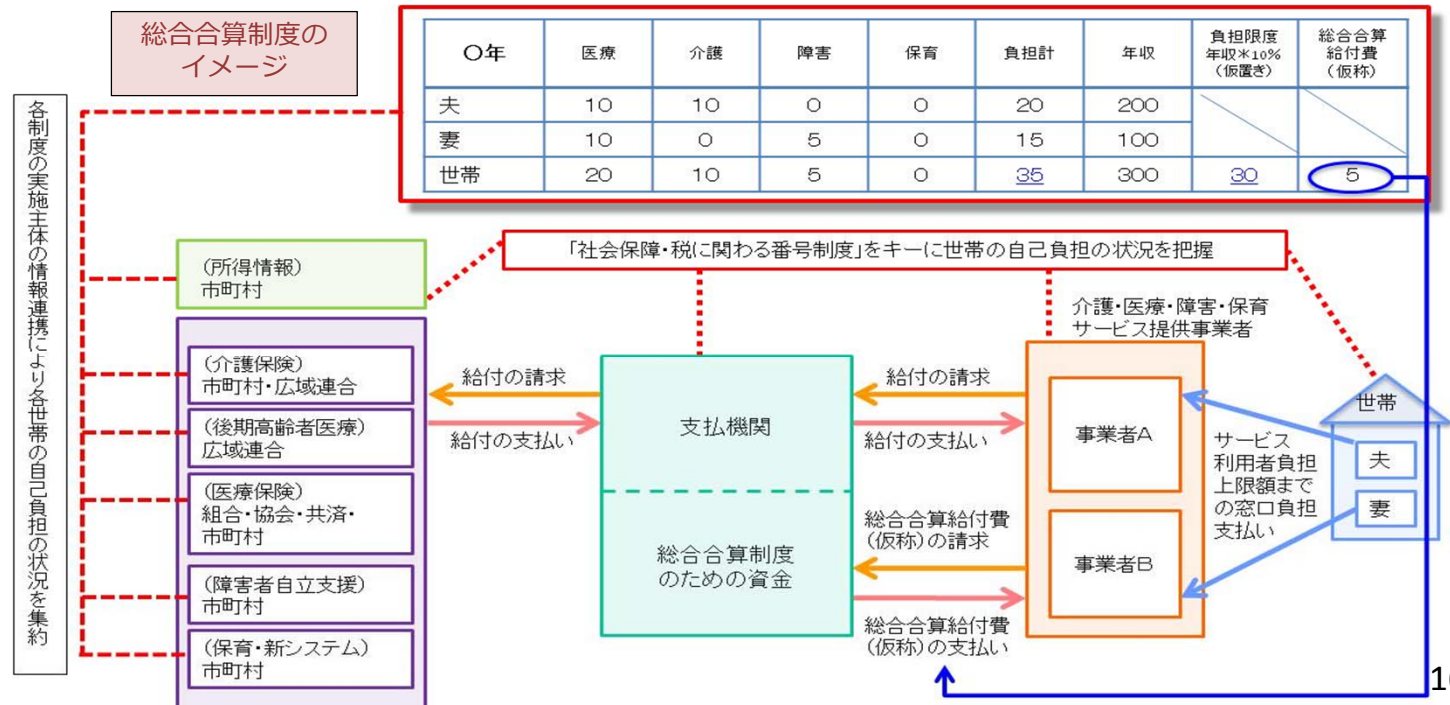 総合合算制度の
イメージ
〇年 医療 介護 障害 保育 負担計 年収 負担限度 年収*10% (仮置き) 総合合算 給付費 (仮称)
夫 10 10 0 0 20 200
妻 10 0 5 0 15 100
世帯 20 10 5 0 35 300 30 5
各制度の実施主体の情報連携により各世帯の自己負担の状況を集約
「社会保障・税に関わる番号制度」をキーに世帯の自己負担の状況を把握
(所得情報)
市町村
(介護保険)
市町村・広域連合
(後期高齢者医療)
広域連合
(医療保険)
組合・協会・共済・
市町村
(障害者自立支援)
市町村
(保育・新システム)
市町村
給付の請求
給付の支払い
支払機関
総合合算制度
のための資金
給付の請求
給付の支払い
総合合算給付費
(仮称)の請求
総合合算給付費
(仮称)の支払い
介護・医療・障害・保育
サービス提供事業者
事業者A
事業者B
サービス
利用者負担
上限額まで
の窓口負担
支払い
世帯
夫
妻